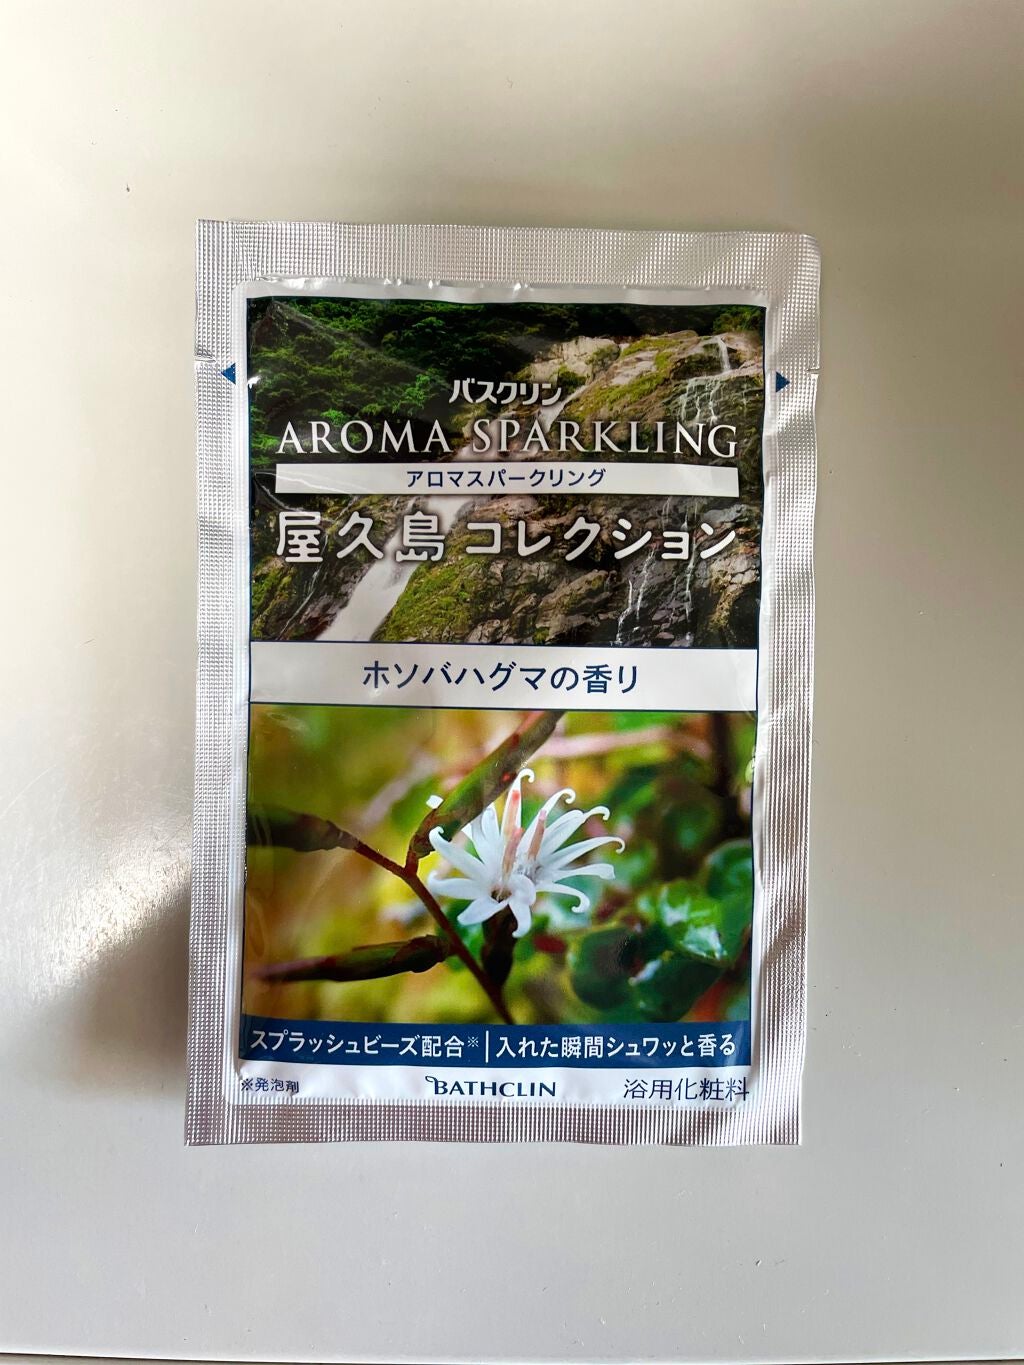 バスクリン
AROMA SPARKLING
アロマスパークリング
屋久島コレクション
ホソバハグマの香り
スプラッシュビーズ配合※|入れた瞬間シュワッと香る
※発泡剤 BATHCLIN 浴用化粧料